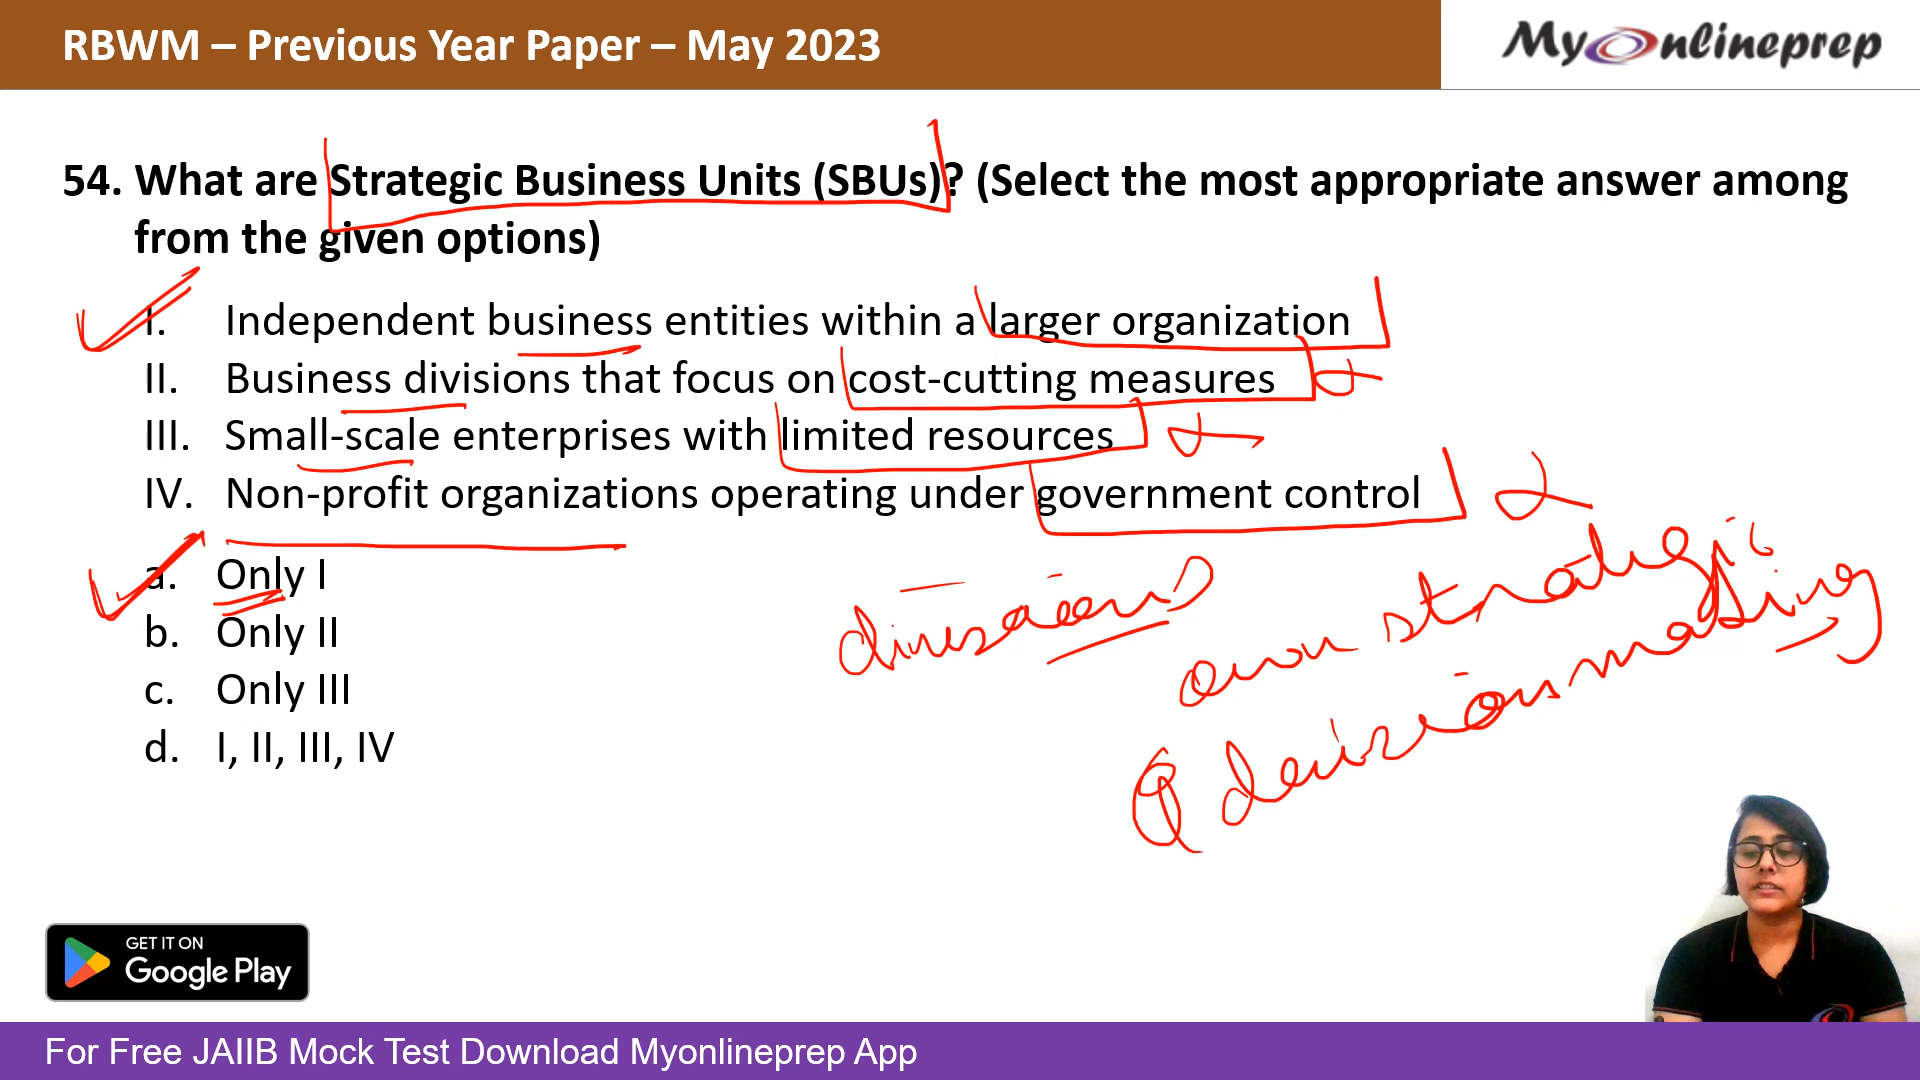 RBWM – Previous Year Paper – May 2023
MyOnlineprep
54. What are Strategic Business Units (SBUs)? (Select the most appropriate answer among
from the given options)
I. Independent business entities within a larger organization
II. Business divisions that focus on cost-cutting measures
III. Small-scale enterprises with limited resources
IV. Non-profit organizations operating under government control
a. Only I
b. Only II
c. Only III
d. I, II, III, IV
own strategic
& decision making
GET IT ON
Google Play
For Free JAIIB Mock Test Download Myonlineprep App